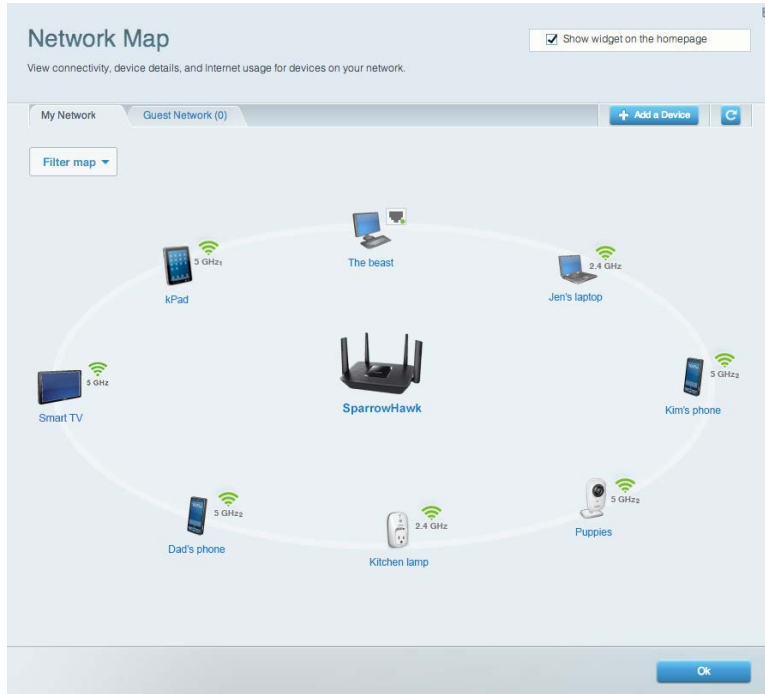 Network Map
Show widget on the homepage
View connectivity, device details, and internet usage for devices on your network.
My Network
Guest Network (0)
+ Add a Device
Filter map
The beast
5 GHz1
kPad
2.4 GHz
Jen's laptop
5 GHz
Smart TV
SparrowHawk
5 GHz2
Kim's phone
5 GHz2
Dad's phone
2.4 GHz
Kitchen lamp
5 GHz2
Puppies
Ok